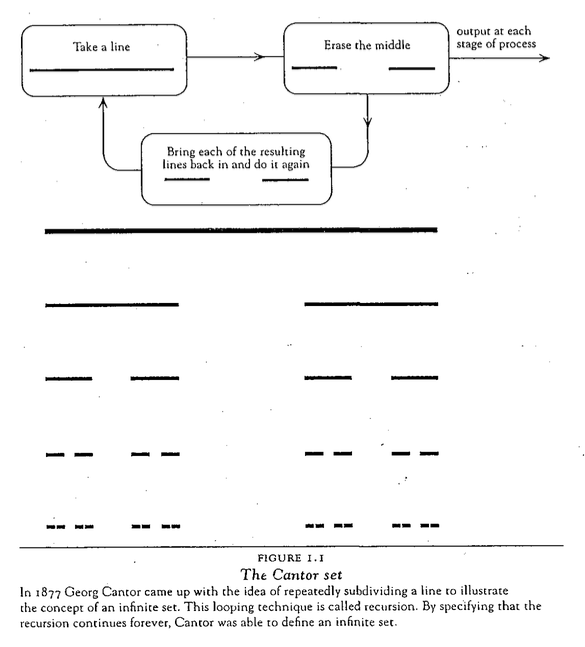 Take a line
Erase the middle
output at each
stage of process
Bring each of the resulting
lines back in and do it again
FIGURE 1.1
The Cantor set
In 1877 Georg Cantor came up with the idea of repeatedly subdividing a line to illustrate
the concept of an infinite set. This looping technique is called recursion. By specifying that the
recursion continues forever, Cantor was able to define an infinite set.